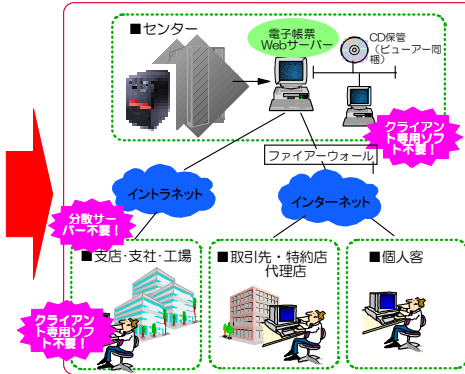 ■センター
電子帳票
Webサーバー
CD保管
(ビューアー同
梱)
クライアン
ト専用ソフ
ト不要！
ファイアーウォール
イントラネット
インターネット
分散サー
バー不要！
■支店・支社・工場
■取引先・特約店
代理店
■個人客
クライアン
ト専用ソフ
ト不要！